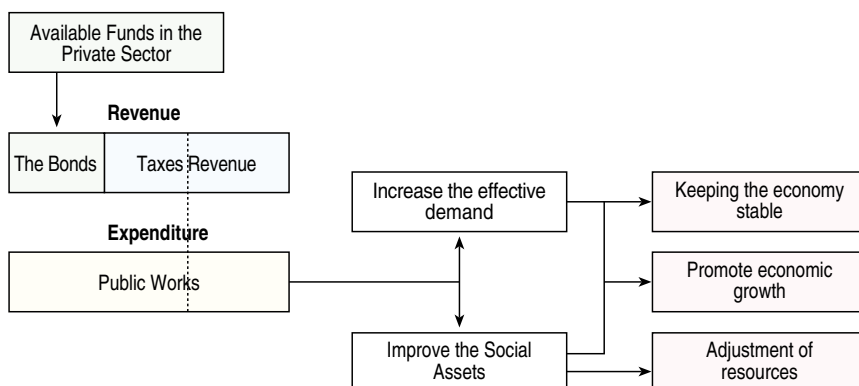 Available Funds in the
Private Sector
Revenue
The Bonds
Taxes Revenue
Expenditure
Public Works
Increase the effective
demand
Improve the Social
Assets
Keeping the economy
stable
Promote economic
growth
Adjustment of
resources